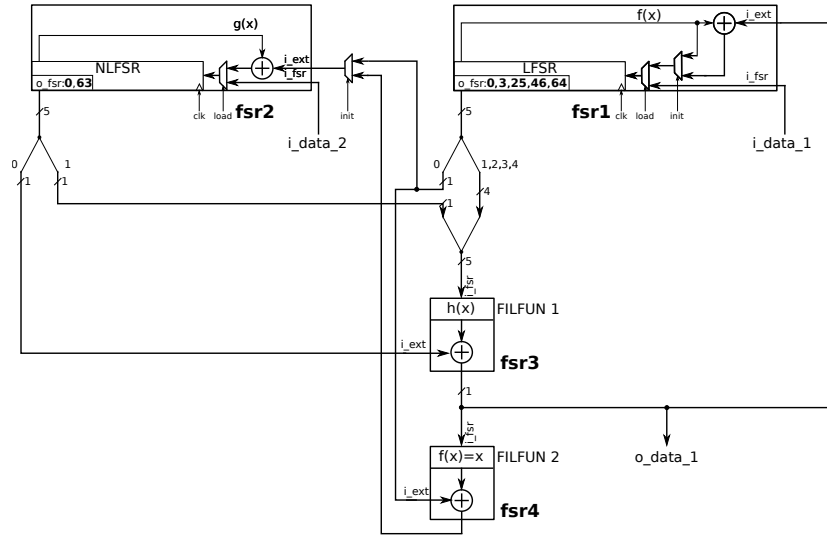 g(x)
NLFSR
o_fsr:0,63
i_ext
i_fsr
clk
load
fsr2
init
5
i_data_2
f(x)
i_ext
LFSR
o_fsr:0,3,25,46,64
i_fsr
fsr1
clk
load
init
5
i_data_1
0
1
1
1
0
1,2,3,4
1
4
1
5
i_fsr
h(x)
FILFUN 1
i_ext
fsr3
1
i_fsr
f(x)=x
FILFUN 2
o_data_1
i_ext
fsr4